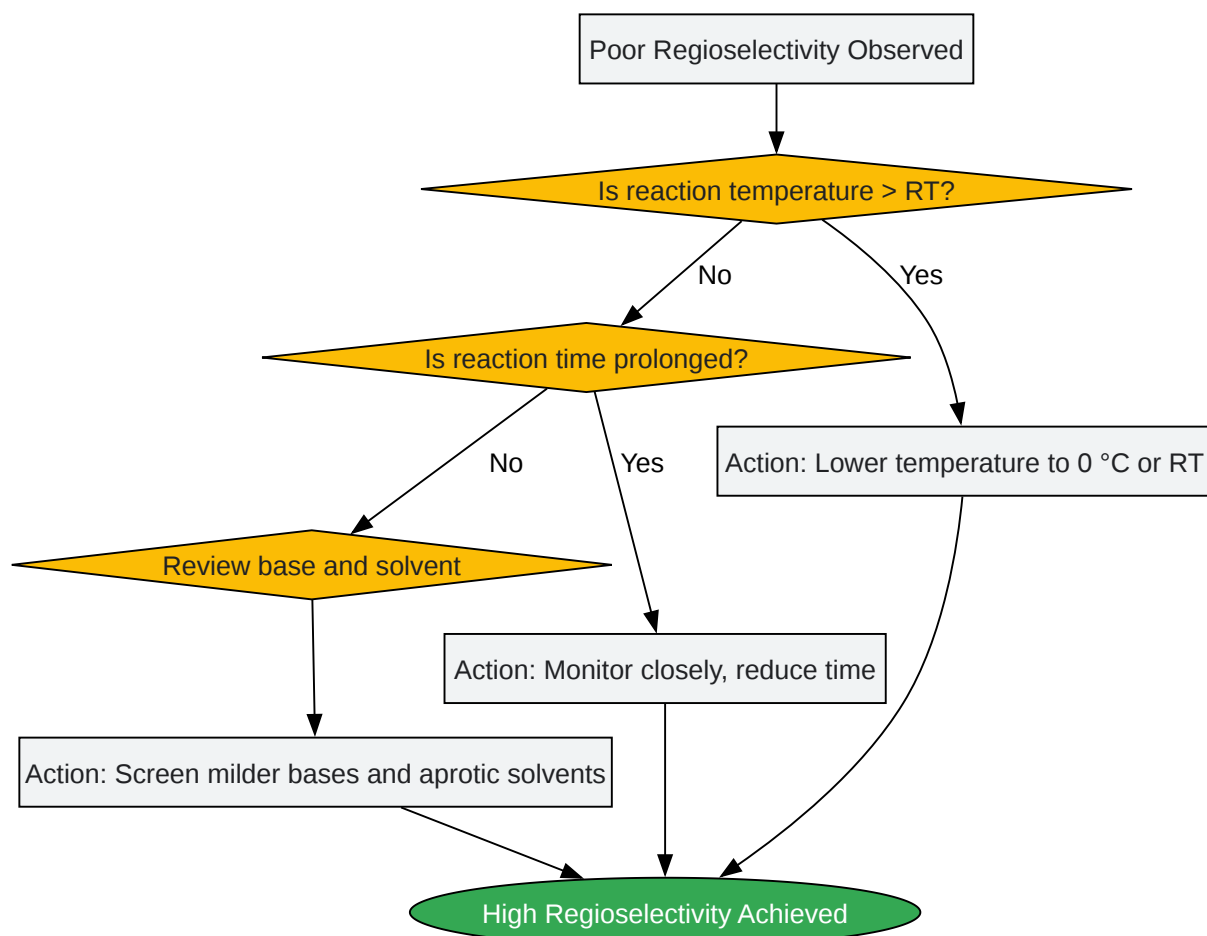 Poor Regioselectivity Observed
Is reaction temperature > RT?
No
Yes
Is reaction time prolonged?
No
Yes
Action: Lower temperature to 0 °C or RT
Review base and solvent
Action: Monitor closely, reduce time
Action: Screen milder bases and aprotic solvents
High Regioselectivity Achieved